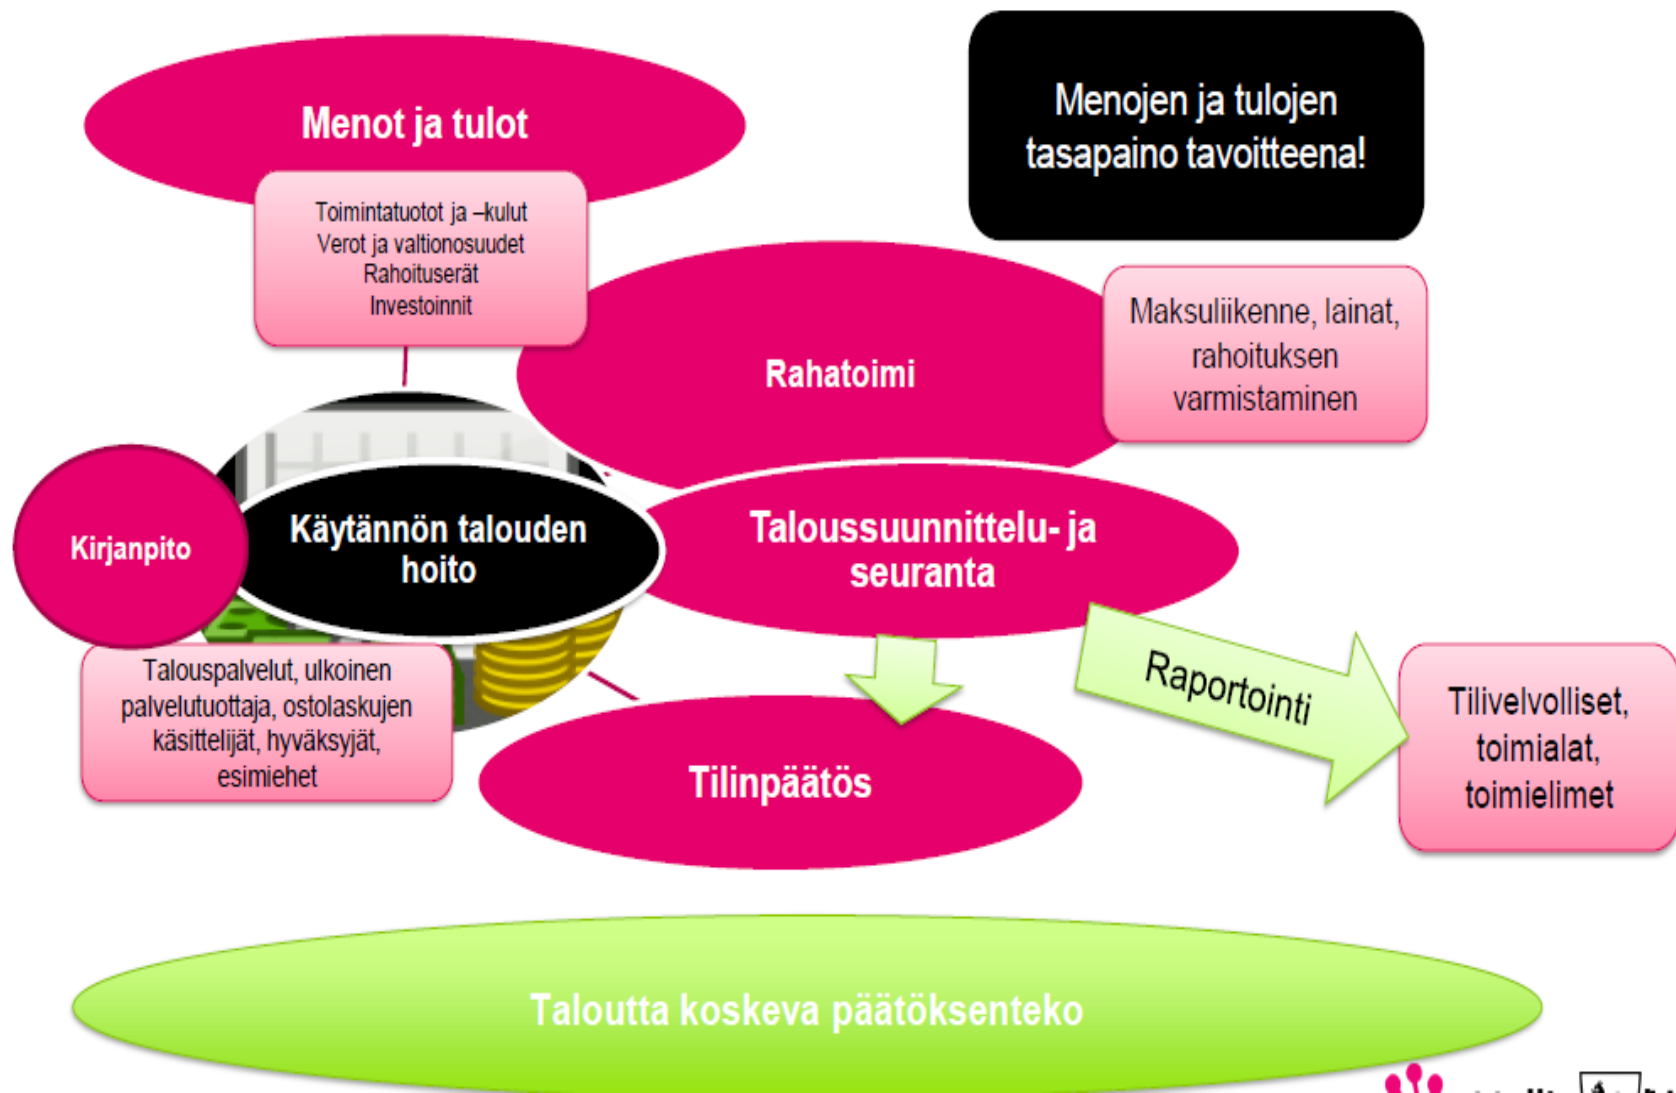 Menot ja tulot
Toimintatuotot ja –kulut
Verot ja valtionosuudet
Rahoituserät
Investoinnit
Menojen ja tulojen
tasapaino tavoitteena!
Rahatoimi
Maksuliikenne, lainat,
rahoituksen
varmistaminen
Kirjanpito
Käytännön talouden
hoito
Taloussuunnittelu- ja
seuranta
Talouspalvelut, ulkoinen
palvelutuottaja, ostolaskujen
käsittelijät, hyväksyjät,
esimiehet
Raportointi
Tilivelvolliset,
toimialat,
toimielimet
Tilinpäätös
Taloutta koskeva päätöksenteko